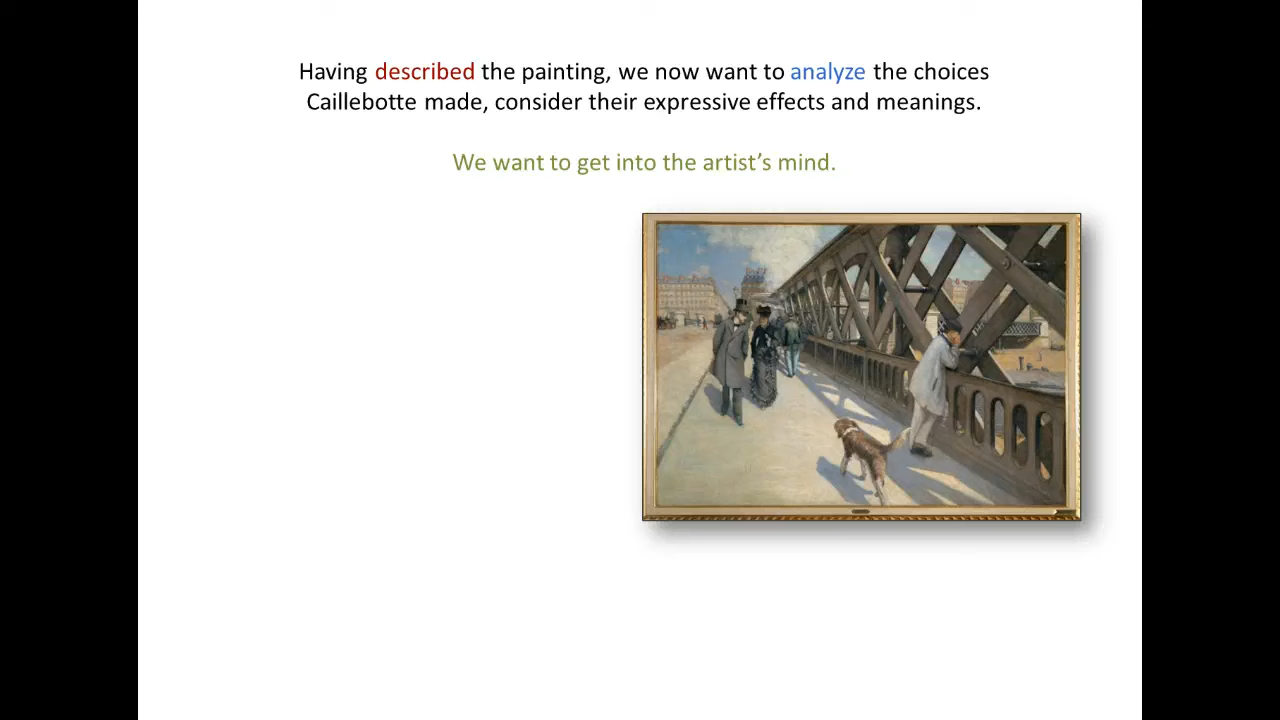 Having described the painting, we now want to analyze the choices
Caillebotte made, consider their expressive effects and meanings.
We want to get into the artist’s mind.